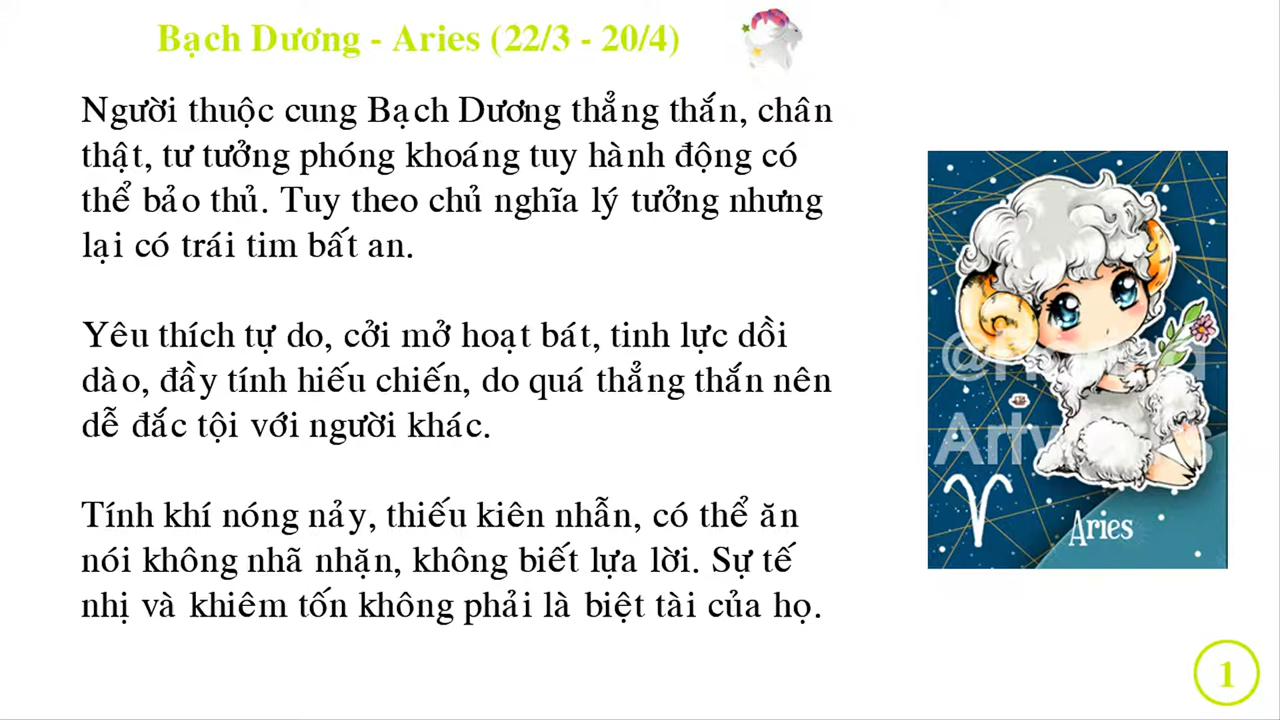 Bạch Dương - Aries (22/3 - 20/4)
Người thuộc cung Bạch Dương thẳng thắn, chân
thật, tư tưởng phóng khoáng tuy hành động có
thể bảo thủ. Tuy theo chủ nghĩa lý tưởng nhưng
lại có trái tim bất an.
Yêu thích tự do, cởi mở hoạt bát, tinh lực dồi
dào, đầy tính hiếu chiến, do quá thẳng thắn nên
dễ đắc tội với người khác.
Tính khí nóng nảy, thiếu kiên nhẫn, có thể ăn
nói không nhã nhặn, không biết lựa lời. Sự tế
nhị và khiêm tốn không phải là biệt tài của họ.
Aries
1